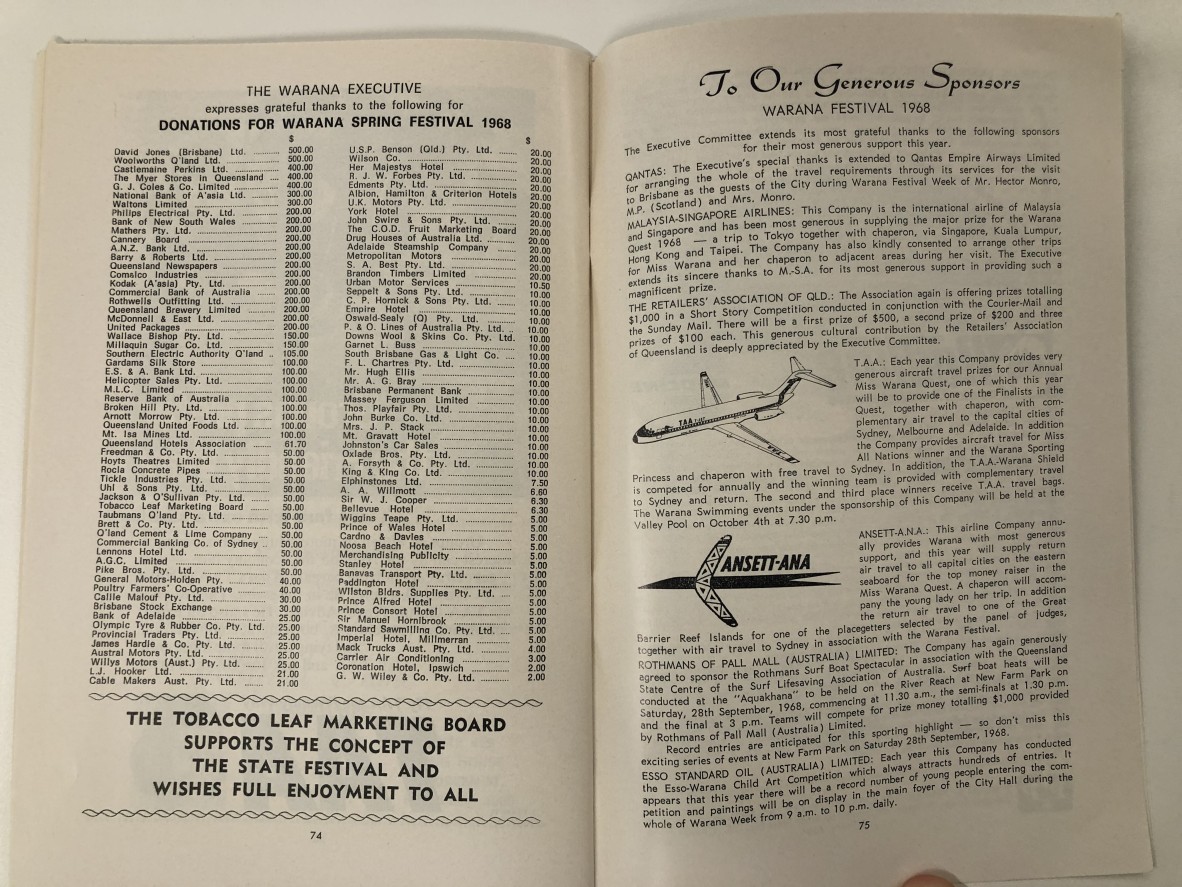 THE WARANA EXECUTIVE
expresses grateful thanks to the following for
DONATIONS FOR WARANA SPRING FESTIVAL 1968
$
David Jones (Brisbane) Ltd. ........ 500.00
Woolworths Q'land Ltd. ........ 500.00
Castlemaine Perkins Ltd. ........ 400.00
The Myer Stores in Queensland .... 400.00
G. J. Coles & Co. Limited ........ 400.00
National Bank of A'asia Ltd. ........ 300.00
Waltons Limited ........ 300.00
Philips Electrical Pty. Ltd. ........ 200.00
Bank of New South Wales ........ 200.00
Mathers Pty. Ltd. ........ 200.00
Cannery Board ........ 200.00
A.N.Z. Bank Ltd. ........ 200.00
Barry & Roberts Ltd. ........ 200.00
Queensland Newspapers ........ 200.00
Comsico Industries ........ 200.00
Kodak (A'asia) Pty. Ltd. ........ 200.00
Commercial Bank of Australia ........ 200.00
Rothwells Outfitting Ltd. ........ 200.00
Queensland Brewery Limited ........ 200.00
McDonnell & East Ltd. ........ 200.00
United Packages ........ 200.00
Wallace Bishop Pty. Ltd. ........ 150.00
Millaquin Sugar Co. Ltd. ........ 150.00
Southern Electric Authority Q'land .. 105.00
Gardams Silk Store ........ 100.00
E.S. & A. Bank Ltd. ........ 100.00
Helicopter Sales Pty. Ltd. ........ 100.00
M.L.C. Limited ........ 100.00
Reserve Bank of Australia ........ 100.00
Broken Hill Pty. Ltd. ........ 100.00
Arnott Morrow Pty. Ltd. ........ 100.00
Queensland United Foods Ltd. .... 100.00
Mt. Isa Mines Ltd. ........ 100.00
Queensland Hotels Association .... 61.70
Freedman & Co. Pty. Ltd. ........ 50.00
Hoyts Theatres Limited ........ 50.00
Rocla Concrete Pipes ........ 50.00
Tickle Industries Pty. Ltd. ........ 50.00
Uhl & Sons Pty. Ltd. ........ 50.00
Jackson & O'Sullivan Pty. Ltd. .... 50.00
Tobacco Leaf Marketing Board .... 50.00
Taubmans Q'land Pty. Ltd. ........ 50.00
Brett & Co. Pty. Ltd. ........ 50.00
Q'land Cement & Lime Company .... 50.00
Commercial Banking Co. of Sydney .. 50.00
Lennons Hotel Ltd. ........ 50.00
A.G.C. Limited ........ 50.00
Pike Bros. Pty. Ltd. ........ 50.00
General Motors-Holden Pty. ........ 40.00
Poultry Farmers' Co-operative ........ 40.00
Callie Malouf Pty. Ltd. ........ 30.00
Brisbane Stock Exchange ........ 30.00
Bank of Adelaide ........ 25.00
Olympic Tyre & Rubber Co. Pty. Ltd. 25.00
Provincial Traders Pty. Ltd. ........ 25.00
James Hardie & Co. Pty. Ltd. ........ 25.00
Austral Motors Pty. Ltd. ........ 25.00
Willys Motors (Aust.) Pty. Ltd. .... 25.00
L.J. Hooker Ltd. ........ 21.00
Cable Makers Aust. Pty. Ltd. ........ 21.00
$
U.S.P. Benson (Qld.) Pty. Ltd. ...... 20.00
Wilson Co. ........ 20.00
Her Majestys Hotel ........ 20.00
R. J. W. Forbes Pty. Ltd. ........ 20.00
Edments Pty. Ltd. ........ 20.00
Albion, Hamilton & Criterion Hotels 20.00
U.K. Motors Pty. Ltd. ........ 20.00
York Hotel ........ 20.00
John Swire & Sons Pty. Ltd. ........ 20.00
The C.O.D. Fruit Marketing Board 20.00
Drug Houses of Australia Ltd. ...... 20.00
Adelaide Steamship Company ...... 20.00
Metropolitan Motors ........ 20.00
S. A. Best Pty. Ltd. ........ 20.00
Brandon Timbers Limited ........ 20.00
Urban Motor Services ........ 10.50
Seppelt & Sons Pty. Ltd. ........ 10.00
C. P. Hornick & Sons Pty. Ltd. .... 10.00
Empire Hotel ........ 10.00
Oswald-Sealy (Q) Pty. Ltd. ........ 10.00
P. & O. Lines of Australia Pty. Ltd. .. 10.00
Downs Wool & Skins Co. Pty. Ltd. 10.00
Garnet L. Buss ........ 10.00
South Brisbane Gas & Light Co. .... 10.00
F. L. Chartres Pty. Ltd. ........ 10.00
Mr. Hugh Ellis ........ 10.00
Mr. A. G. Bray ........ 10.00
Brisbane Permanent Bank ........ 10.00
Massey Ferguson Limited ........ 10.00
Thos. Playfair Pty. Ltd. ........ 10.00
John Burke Co. Ltd. ........ 10.00
Mrs. J. P. Stack ........ 10.00
Mt. Gravatt Hotel ........ 10.00
Johnston's Car Sales ........ 10.00
Oxlade Bros. Pty. Ltd. ........ 10.00
A. Forsyth & Co. Pty. Ltd. ........ 10.00
King & King Co. Ltd. ........ 10.00
Elphinstones Ltd. ........ 7.50
A. A. Willmott ........ 6.60
Sir W. J. Cooper ........ 6.30
Bellevue Hotel ........ 6.30
Wiggins Teape Pty. Ltd. ........ 5.00
Prince of Wales Hotel ........ 5.00
Cardno & Davies ........ 5.00
Noosa Beach Hotel ........ 5.00
Merchandising Publicity ........ 5.00
Stanley Hotel ........ 5.00
Banavas Transport Pty. Ltd. ........ 5.00
Paddington Hotel ........ 5.00
Wilston Bldrs. Supplies Pty. Ltd. .... 5.00
Prince Alfred Hotel ........ 5.00
Prince Consort Hotel ........ 5.00
Sir Manuel Hornibrook ........ 5.00
Standard Sawmilling Co. Pty. Ltd. .... 5.00
Imperial Hotel, Millmerran ........ 5.00
Mack Trucks Aust. Pty. Ltd. ........ 4.00
Carrier Air Conditioning ........ 3.00
Coronation Hotel, Ipswich ........ 2.00
G. W. Wiley & Co. Pty. Ltd. ........ 2.00
THE TOBACCO LEAF MARKETING BOARD
SUPPORTS THE CONCEPT OF
THE STATE FESTIVAL AND
WISHES FULL ENJOYMENT TO ALL
74
To Our Generous Sponsors
WARANA FESTIVAL 1968
The Executive Committee extends its most grateful thanks to the following sponsors
for their most generous support this year.
QANTAS: The Executive's special thanks is extended to Qantas Empire Airways Limited
for arranging the whole of the travel requirements through its services for the visit
to Brisbane as the guests of the City during Warana Festival Week of Mr. Hector Monro,
M.P. (Scotland) and Mrs. Monro.
MALAYSIA-SINGAPORE AIRLINES: This Company is the international airline of Malaysia
and Singapore and has been most generous in supplying the major prize for the Warana
Quest 1968 — a trip to Tokyo together with chaperon, via Singapore, Kuala Lumpur,
Hong Kong and Taipei. The Company has also kindly consented to arrange other trips
for Miss Warana and her chaperon to adjacent areas during her visit. The Executive
extends its sincere thanks to M.-S.A. for its most generous support in providing such a
magnificent prize.
THE RETAILERS' ASSOCIATION OF QLD.: The Association again is offering prizes totalling
$1,000 in a Short Story Competition conducted in conjunction with the Courier-Mail and
the Sunday Mail. There will be a first prize of $500, a second prize of $200 and three
prizes of $100 each. This generous cultural contribution by the Retailers' Association
of Queensland is deeply appreciated by the Executive Committee.
TAA
T.A.A.: Each year this Company provides very
generous aircraft travel prizes for our Annual
Miss Warana Quest, one of which this year
will be to provide one of the Finalists in the
Quest, together with chaperon, with com-
plementary air travel to the capital cities of
Sydney, Melbourne and Adelaide. In addition
the Company provides aircraft travel for Miss
All Nations winner and the Warana Sporting
Princess and chaperon with free travel to Sydney. In addition, the T.A.A.-Warana Shield
is competed for annually and the winning team is provided with complementary travel
to Sydney and return. The second and third place winners receive T.A.A. travel bags.
The Warana Swimming events under the sponsorship of this Company will be held at the
Valley Pool on October 4th at 7.30 p.m.
ANSETT-ANA
ANSETT-A.N.A.: This airline Company annu-
ally provides Warana with most generous
support, and this year will supply return
air travel to all capital cities on the eastern
seaboard for the top money raiser in the
Miss Warana Quest. A chaperon will accom-
pany the young lady on her trip. In addition
the return air travel to one of the Great
Barrier Reef Islands for one of the placegetters selected by the panel of judges,
together with air travel to Sydney in association with the Warana Festival.
ROTHMANS OF PALL MALL (AUSTRALIA) LIMITED: The Company has again generously
agreed to sponsor the Rothmans Surf Boat Spectacular in association with the Queensland
State Centre of the Surf Lifesaving Association of Australia. Surf boat heats will be
conducted at the "Aquakhana" to be held on the River Reach at New Farm Park on
Saturday, 28th September, 1968, commencing at 11.30 a.m., the semi-finals at 1.30 p.m.
and the final at 3 p.m. Teams will compete for prize money totalling $1,000 provided
by Rothmans of Pall Mall (Australia) Limited.
Record entries are anticipated for this sporting highlight — so don't miss this
exciting series of events at New Farm Park on Saturday 28th September, 1968.
ESSO STANDARD OIL (AUSTRALIA) LIMITED: Each year this Company has conducted
the Esso-Warana Child Art Competition which always attracts hundreds of entries. It
appears that this year there will be a record number of young people entering the com-
petition and paintings will be on display in the main foyer of the City Hall during the
whole of Warana Week from 9 a.m. to 10 p.m. daily.
75